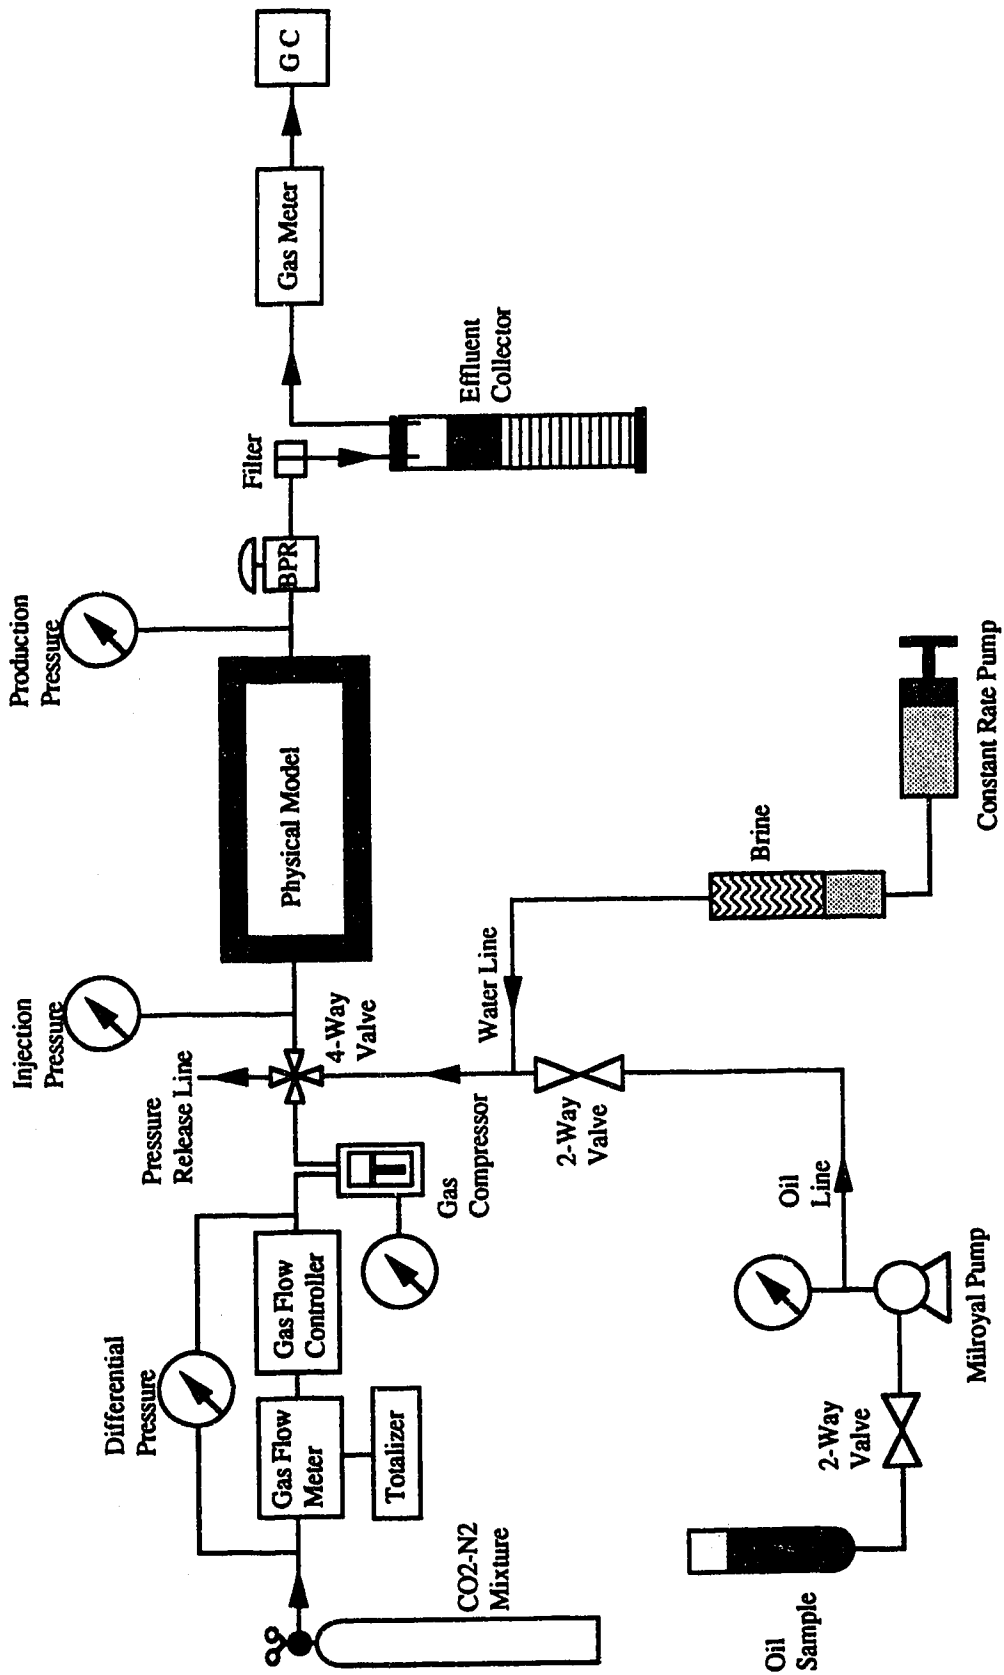 Production
Pressure
Injection
Pressure
Pressure
Release Line
Differential
Pressure
G C
Gas Meter
Filter
BPR
Effluent
Collector
Physical Model
4-Way
Valve
Gas Flow
Controller
Gas Flow
Meter
Totalizer
CO2-N2
Mixture
Gas
Compressor
Water Line
2-Way
Valve
Brine
Constant Rate Pump
Oil
Line
Milroyal Pump
2-Way
Valve
Oil
Sample